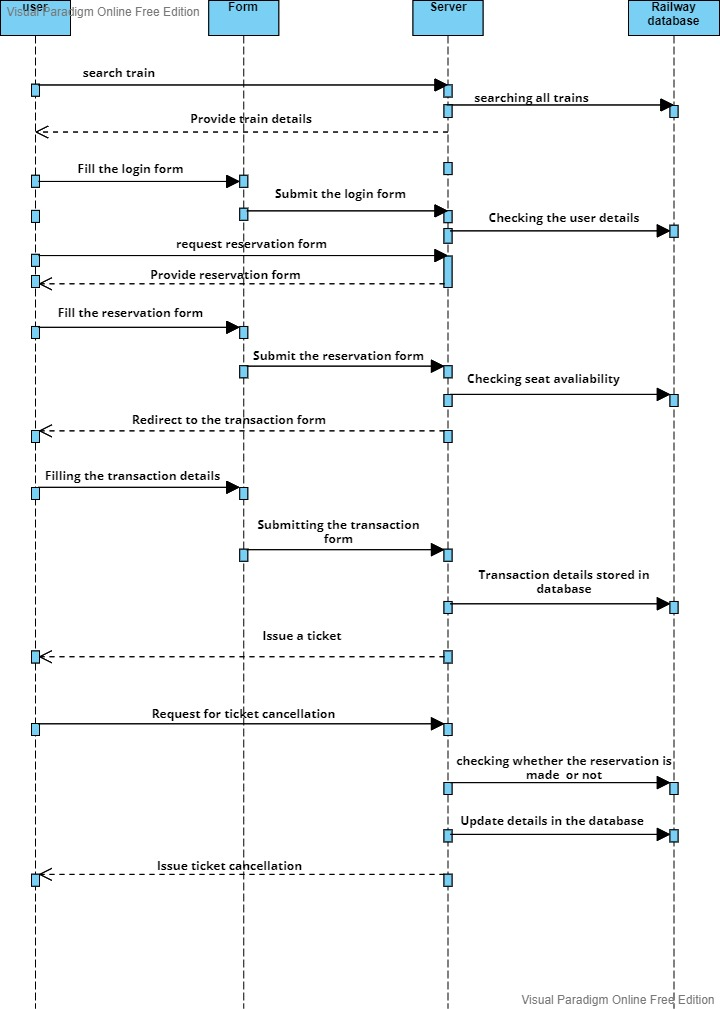 user
Visual Paradigm Online Free Edition
Form
Server
Railway
database
search train
searching all trains
Provide train details
Fill the login form
Submit the login form
Checking the user details
request reservation form
Provide reservation form
Fill the reservation form
Submit the reservation form
Checking seat avaliability
Redirect to the transaction form
Filling the transaction details
Submitting the transaction
form
Transaction details stored in
database
Issue a ticket
Request for ticket cancellation
checking whether the reservation is
made or not
Update details in the database
Issue ticket cancellation
Visual Paradigm Online Free Edition